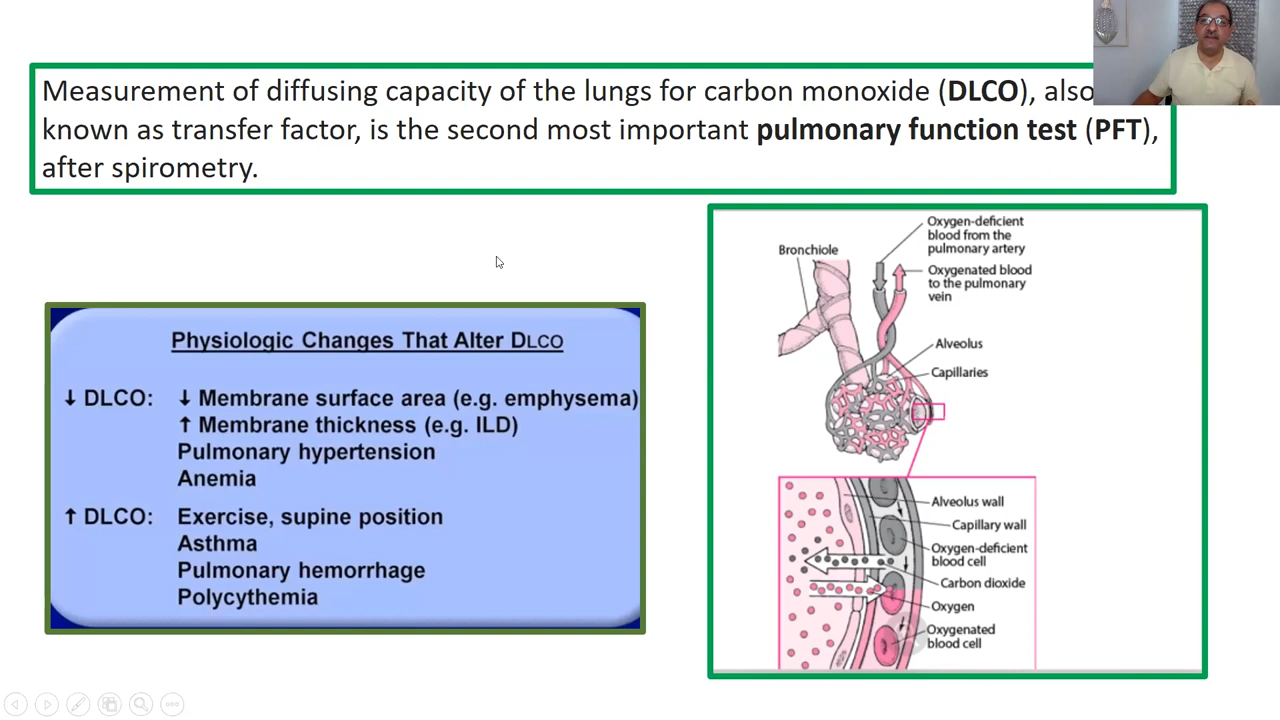 Measurement of diffusing capacity of the lungs for carbon monoxide (DLCO), also
known as transfer factor, is the second most important pulmonary function test (PFT),
after spirometry.
Physiologic Changes That Alter DLCO
↓ DLCO: ↓ Membrane surface area (e.g. emphysema)
↑ Membrane thickness (e.g. ILD)
Pulmonary hypertension
Anemia
↑ DLCO: Exercise, supine position
Asthma
Pulmonary hemorrhage
Polycythemia
Oxygen-deficient
blood from the
pulmonary artery
Bronchiole
Oxygenated blood
to the pulmonary
vein
Alveolus
Capillaries
Alveolus wall
Capillary wall
Oxygen-deficient
blood cell
Carbon dioxide
Oxygen
Oxygenated
blood cell